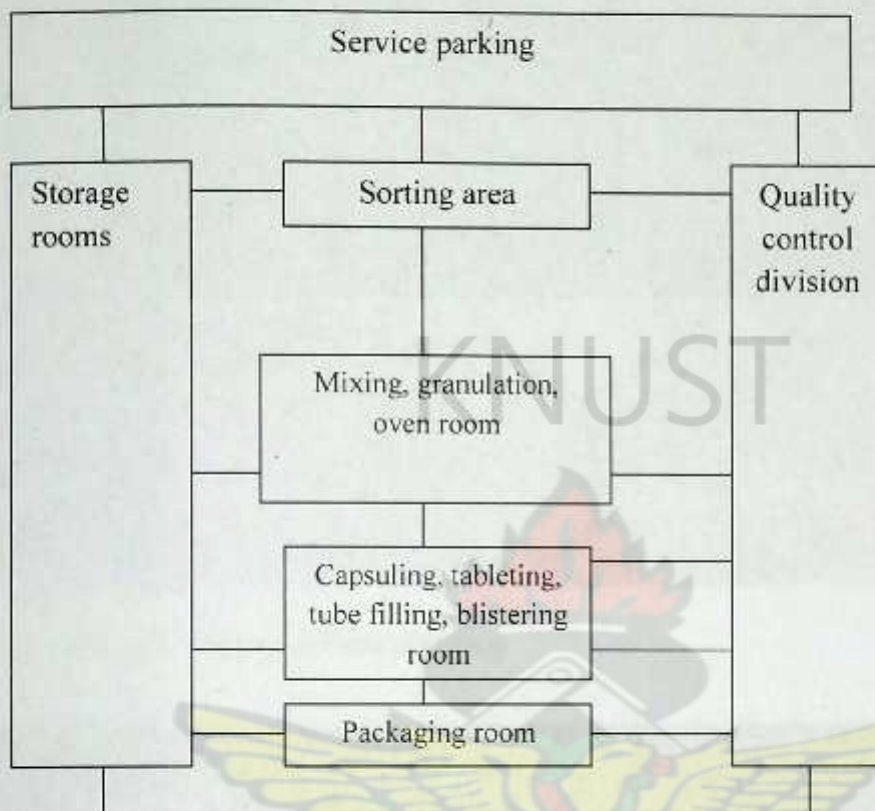 Service parking
Storage
rooms
Sorting area
Quality
control
division
KNUST
Mixing, granulation,
oven room
Capsuling, tableting,
tube filling, blistering
room
Packaging room